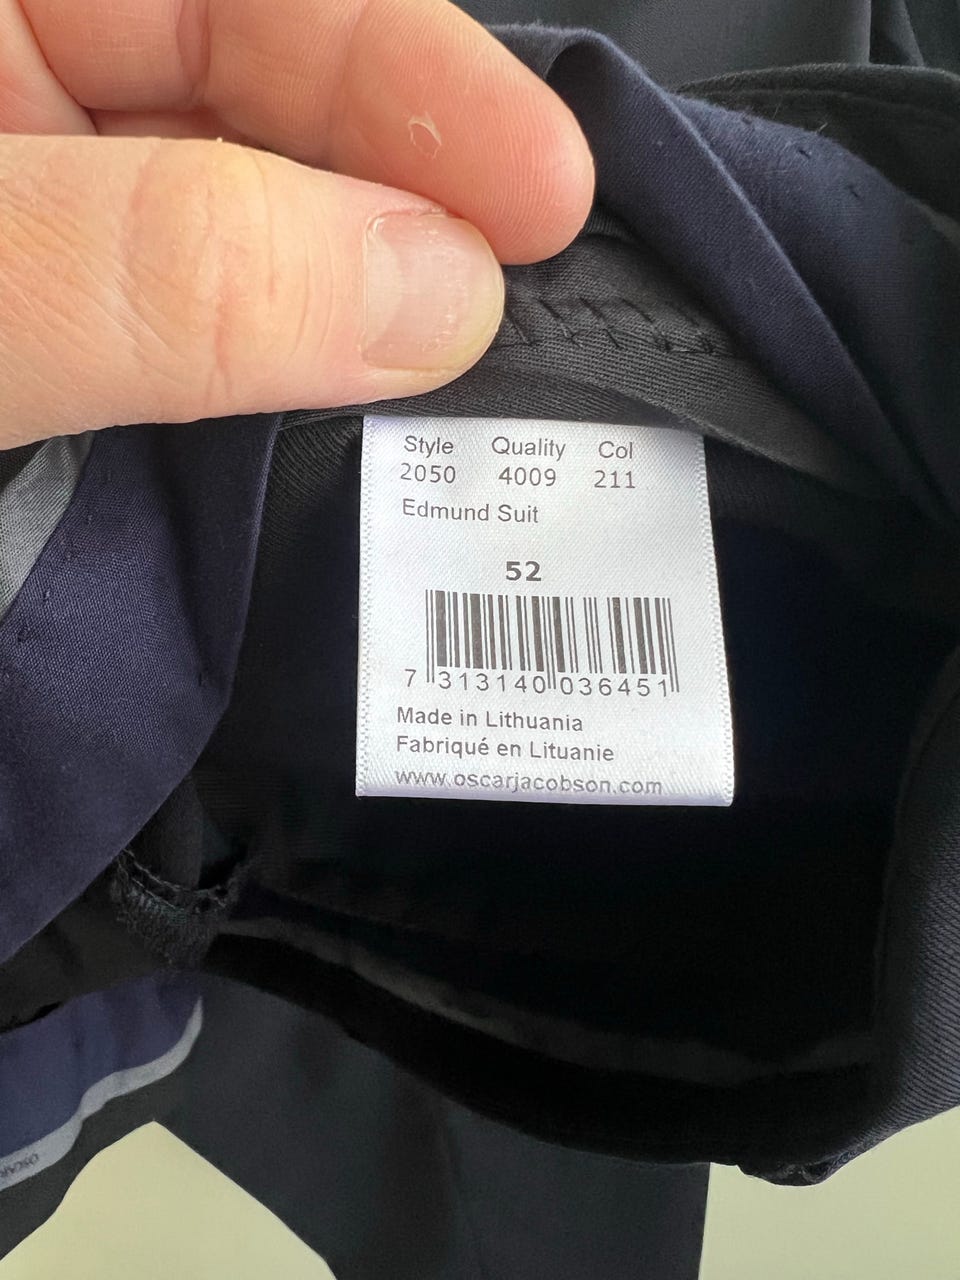 Style Quality Col
2050 4009 211
Edmund Suit
52
7 313140 036451
Made in Lithuania
Fabriqué en Lituanie
www.oscarjacobson.com
OSCAR